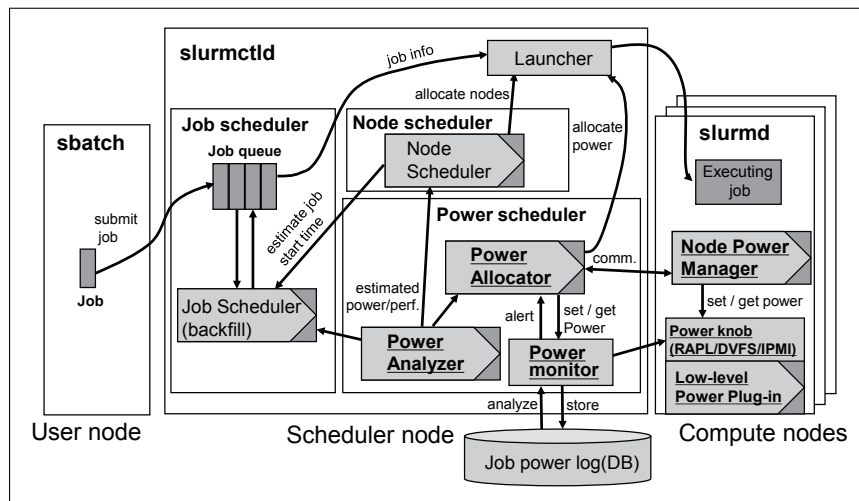 slurmctld
Launcher
job info
allocate nodes
allocate
power
sbatch
submit
job
Job
User node
Job scheduler
Job queue
Job Scheduler
(backfill)
estimate job
start time
Node scheduler
Node
Scheduler
Power scheduler
Power
Allocator
estimated
power/perf.
Power
Analyzer
alert
set / get
Power
Power
monitor
comm.
analyze
store
Scheduler node
Job power log(DB)
slurmd
Executing
job
Node Power
Manager
set / get power
Power knob
(RAPL/DVFS/IPMI)
Low-level
Power Plug-in
Compute nodes